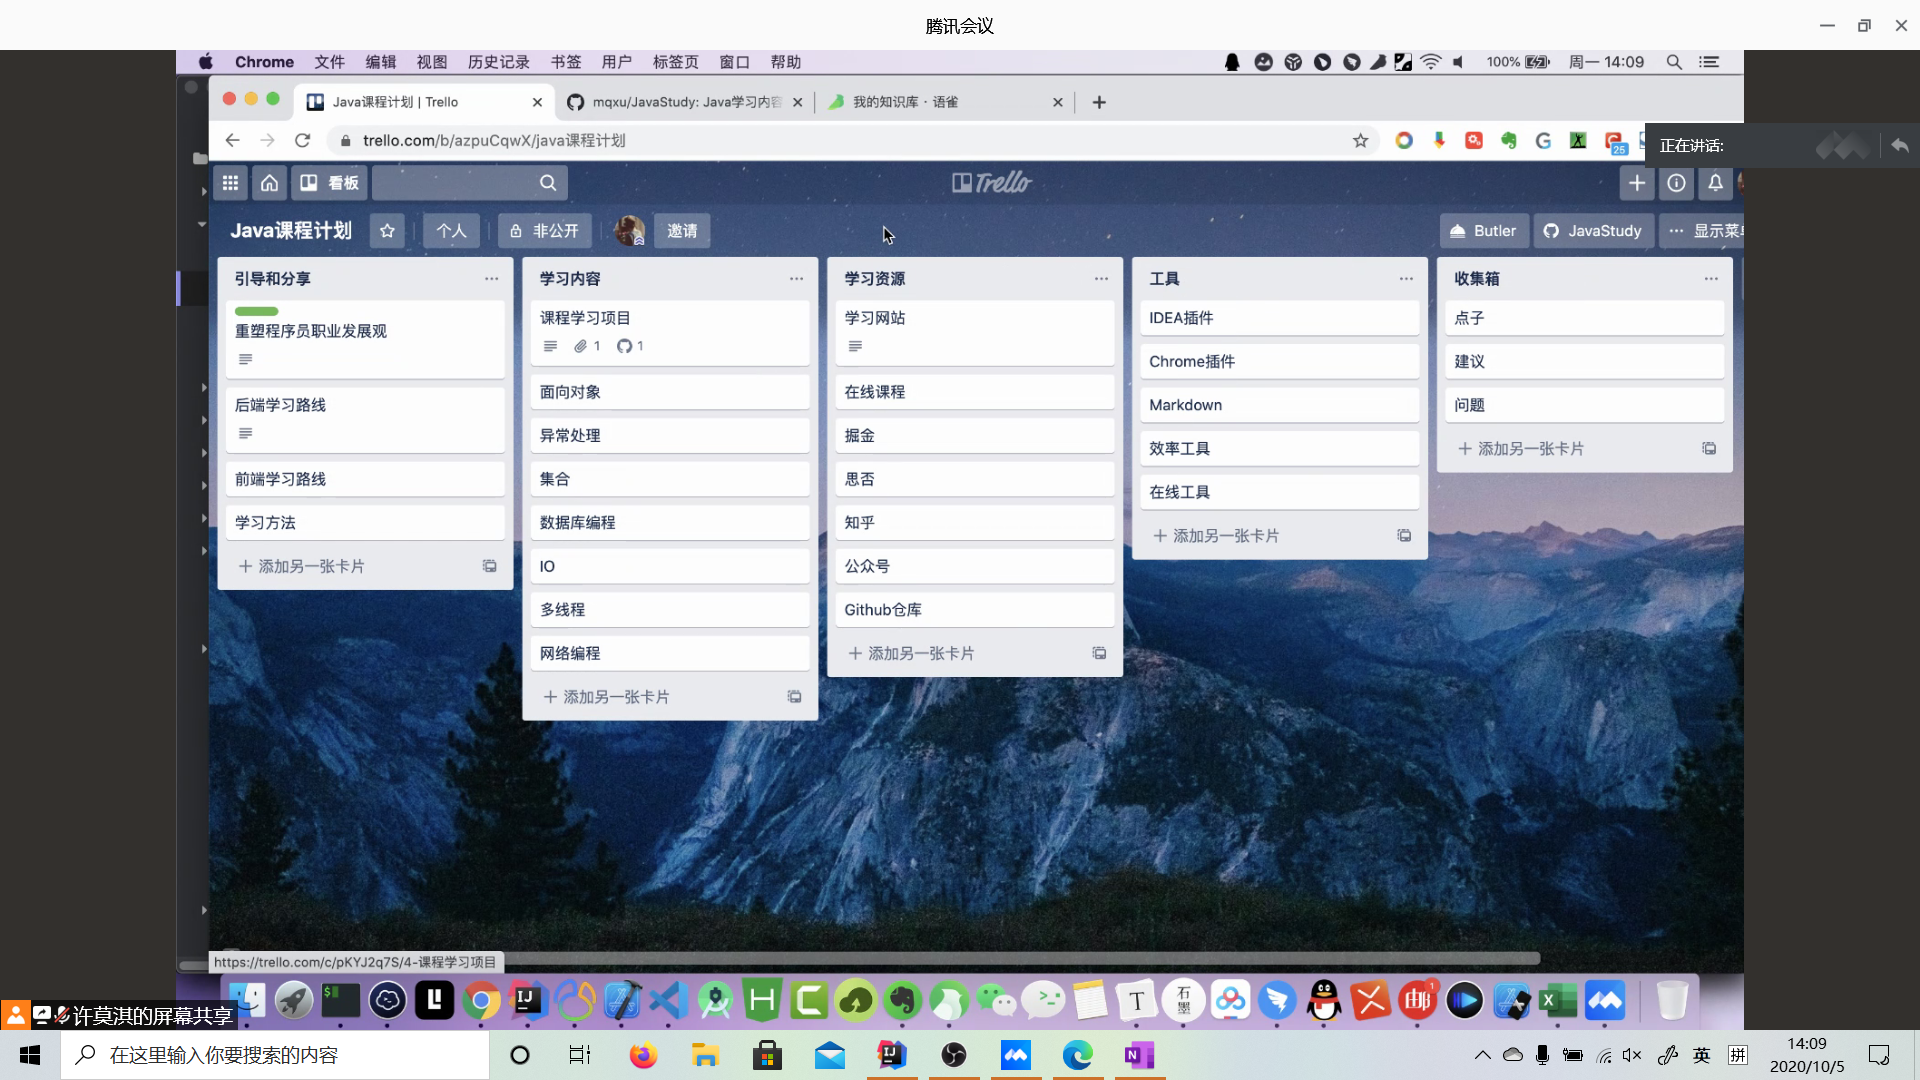 腾讯会议
Chrome 文件 编辑 视图 历史记录 书签 用户 标签页 窗口 帮助
100% 周一 14:09
Java课程计划 | Trello
mqxu/JavaStudy: Java学习内容
我的知识库 · 语雀
trello.com/b/azpuCqwX/java课程计划
25
正在讲话:
看板
Trello
Java课程计划 个人 非公开 邀请
Butler JavaStudy 显示菜单
引导和分享
重塑程序员职业发展观
后端学习路线
前端学习路线
学习方法
添加另一张卡片
学习内容
课程学习项目
1 1
面向对象
异常处理
集合
数据库编程
IO
多线程
网络编程
添加另一张卡片
学习资源
学习网站
在线课程
掘金
思否
知乎
公众号
Github仓库
添加另一张卡片
工具
IDEA插件
Chrome插件
Markdown
效率工具
在线工具
添加另一张卡片
收集箱
点子
建议
问题
添加另一张卡片
https://trello.com/c/pKYJ2q7S/4-课程学习项目
许莫淇的屏幕共享
在这里输入你要搜索的内容
英 拼
14:09
2020/10/5